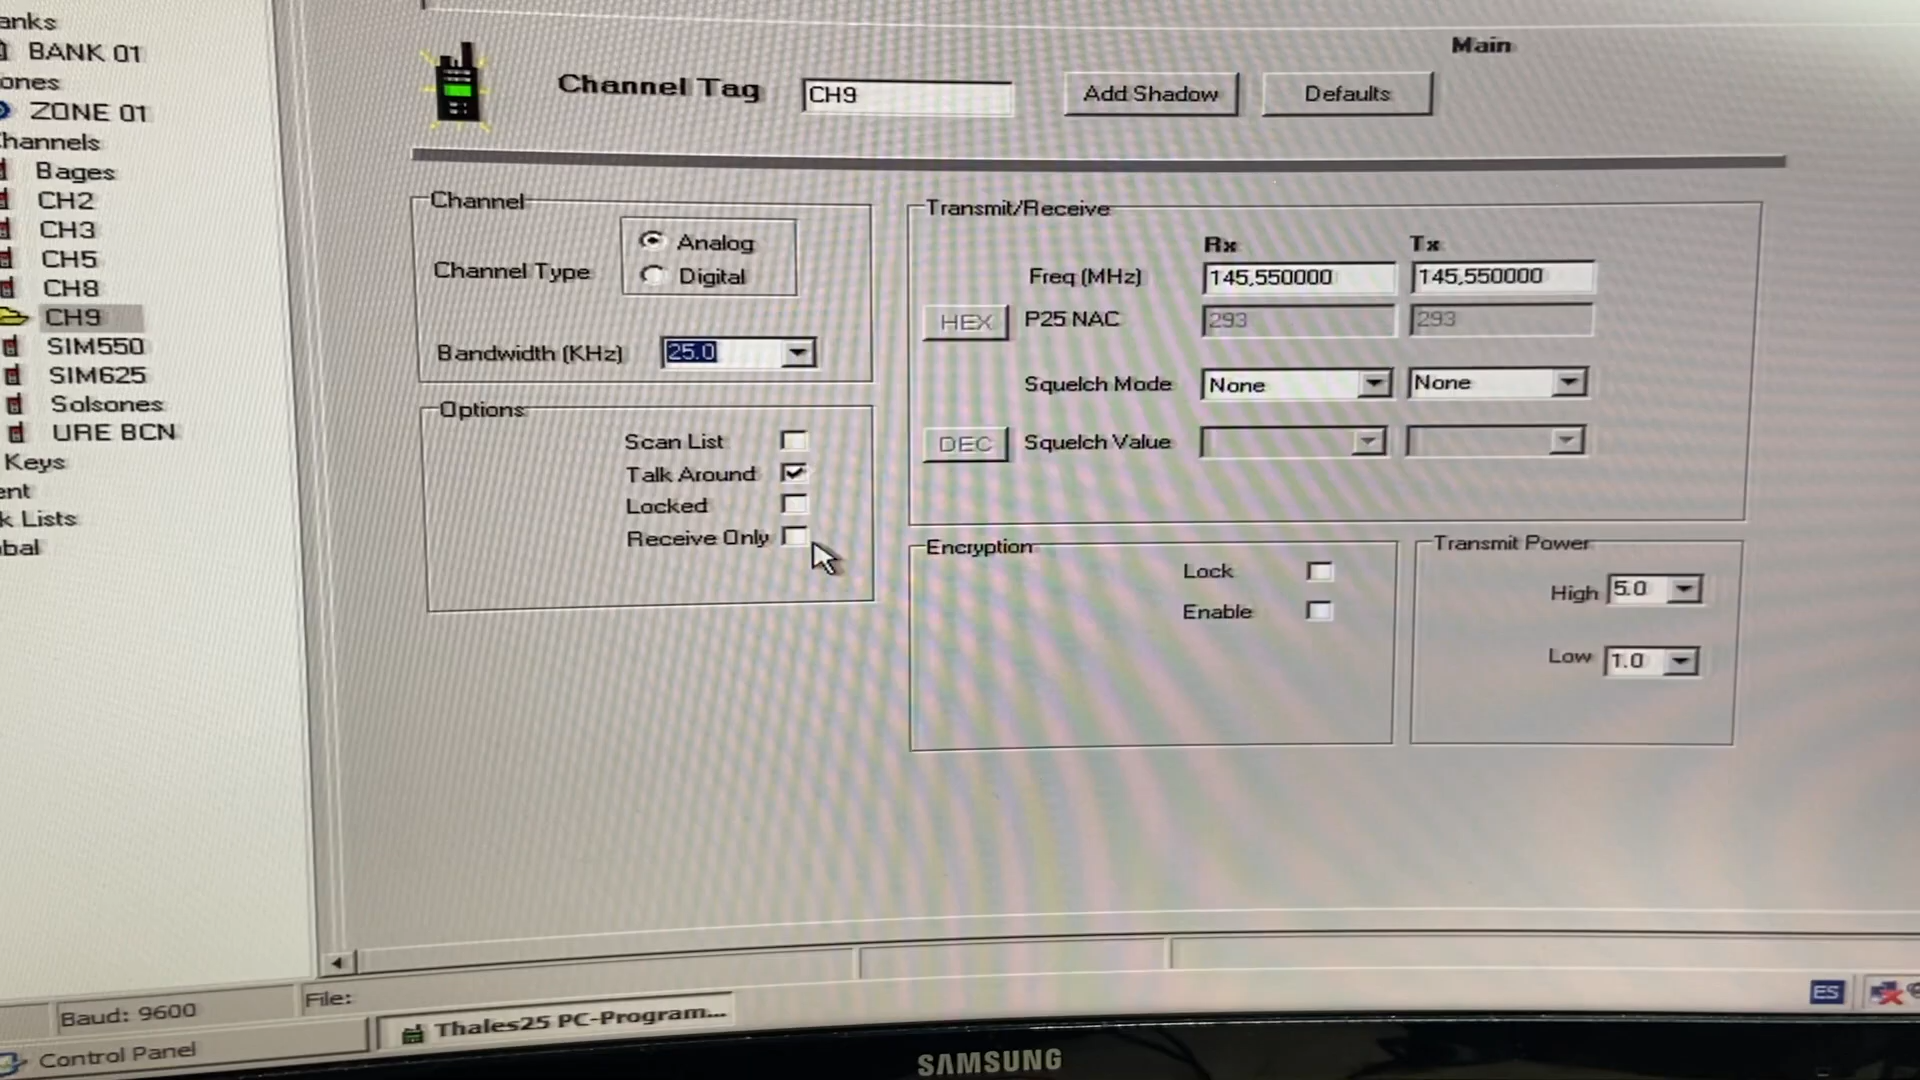 anks
BANK 01
ones
ZONE 01
hannels
Bages
CH2
CH3
CH5
CH8
CH9
SIM550
SIM625
Solsones
URE BCN
Keys
ent
k Lists
bal
Main
Channel Tag
CH9
Add Shadow
Defaults
Channel
Channel Type
Analog
Digital
Bandwidth (KHz)
25.0
Options
Scan List
Talk Around
Locked
Receive Only
Transmit/Receive
Rx Tx
Freq (MHz) 145,550000 145,550000
HEX P25 NAC 293 293
Squelch Mode None None
DEC Squelch Value
Encryption
Lock
Enable
Transmit Power
High 5.0
Low 1.0
Baud: 9600
File:
ES
Control Panel
Thales25 PC-Program...
SAMSUNG